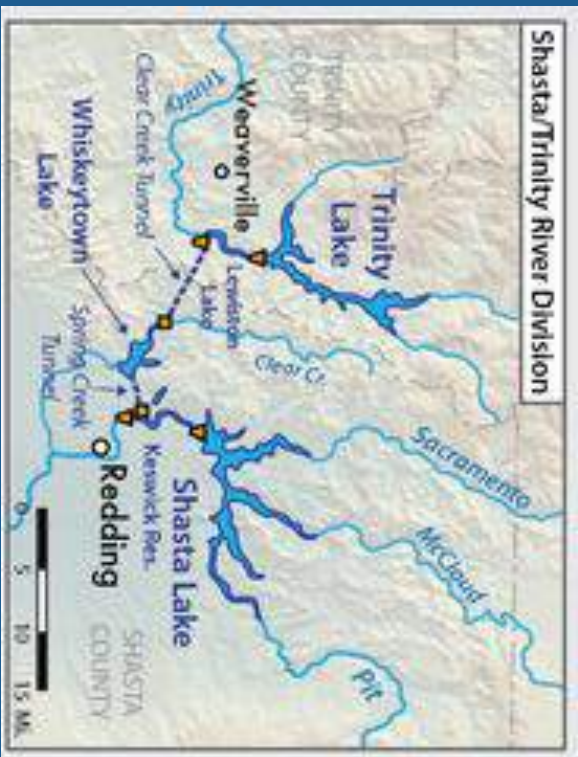 Shasta/Trinity River Division
TRINITY
COUNTY
Trinity
Weaverville
Trinity
Lake
Clear Creek Tunnel
Lewiston
Lake
Whiskeytown
Lake
Clear Cr.
Spring Creek
Tunnel
Keswick Res.
Redding
Shasta Lake
Sacramento
McCloud
Pit
SHASTA
COUNTY
0 5 10 15 Mi.